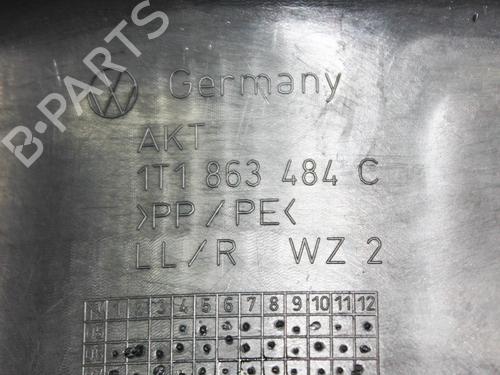 B-PARTS
Germany
AKT
1T1 863 484 C
>PP/PE<
LL/R WZ 2
N 1 2 3 4 5 6 7 8 9 10 11 12